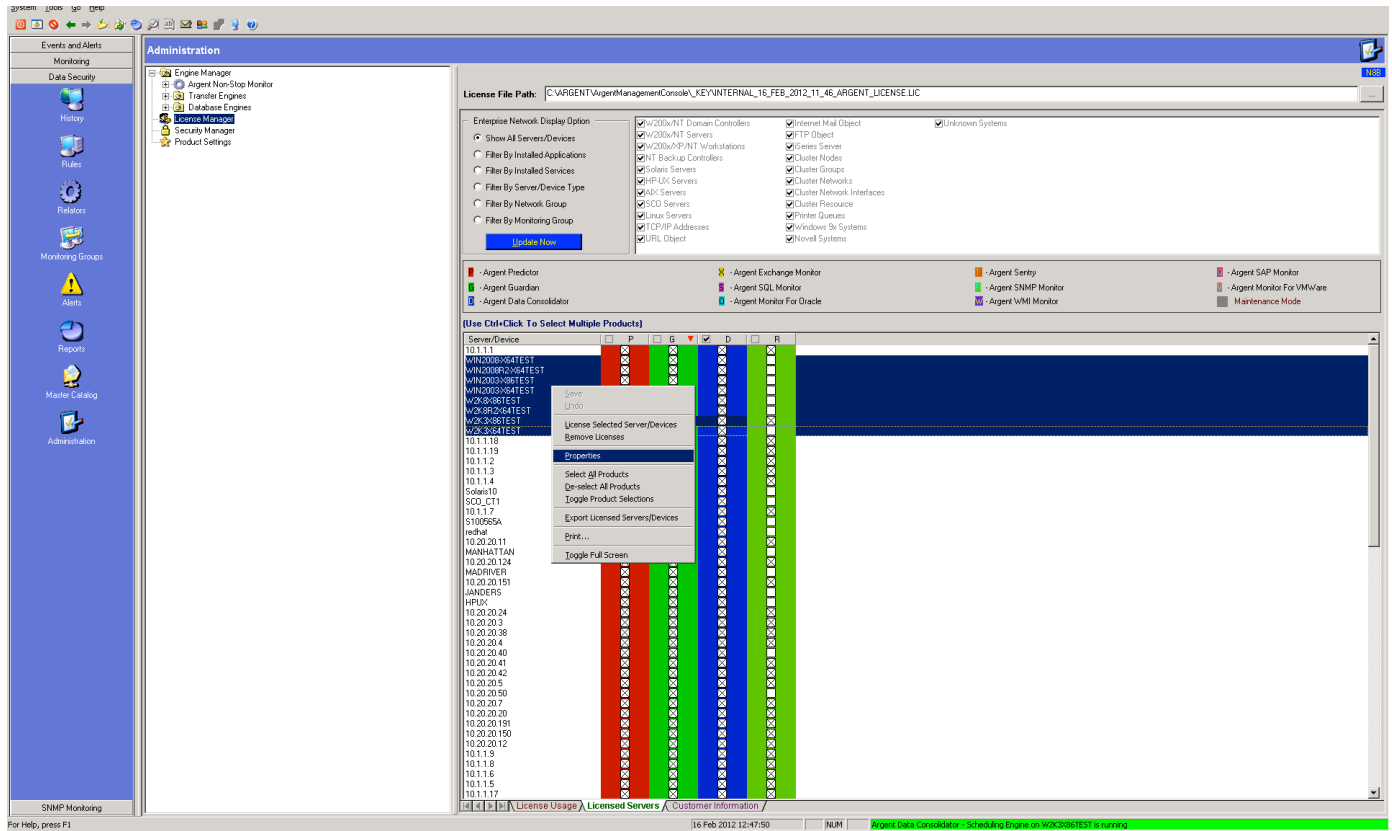 System Tools Go Help
Events and Alerts
Monitoring
Data Security
History
Rules
Relators
Monitoring Groups
Alerts
Reports
Master Catalog
Administration
SNMP Monitoring
Administration
N8B
Engine Manager
Argent Non-Stop Monitor
Transfer Engines
Database Engines
License Manager
Security Manager
Product Settings
License File Path: C:\ARGENT\ArgentManagementConsole\_KEY\INTERNAL_16_FEB_2012_11_46_ARGENT_LICENSE.LIC ...
Enterprise Network Display Option
Show All Servers/Devices
Filter By Installed Applications
Filter By Installed Services
Filter By Server/Device Type
Filter By Network Group
Filter By Monitoring Group
Update Now
W200x/NT Domain Controllers
W200x/NT Servers
W200x/XP/NT Workstations
NT Backup Controllers
Solaris Servers
HP-UX Servers
AIX Servers
SCO Servers
Linux Servers
TCP/IP Addresses
URL Object
Internet Mail Object
FTP Object
iSeries Server
Cluster Nodes
Cluster Groups
Cluster Networks
Cluster Network Interfaces
Cluster Resource
Printer Queues
Windows 9x Systems
Novell Systems
Unknown Systems
P - Argent Predictor
G - Argent Guardian
D - Argent Data Consolidator
X - Argent Exchange Monitor
S - Argent SQL Monitor
O - Argent Monitor For Oracle
- Argent Sentry
- Argent SNMP Monitor
W - Argent WMI Monitor
- Argent SAP Monitor
- Argent Monitor For VMWare
Maintenance Mode
(Use Ctrl+Click To Select Multiple Products)
Server/Device P G D R
10.1.1.1
WIN2008-X64TEST
WIN2008R2-X64TEST
WIN2003-X86TEST
WIN2003-X64TEST
W2K8X86TEST
W2K8R2X64TEST
W2K3X86TEST
W2K3X64TEST
10.1.1.18
10.1.1.19
10.1.1.2
10.1.1.3
10.1.1.4
Solaris10
SCO_CT1
10.1.1.7
S100565A
redhat
10.20.20.11
MANHATTAN
10.20.20.124
MADRIVER
10.20.20.151
JANDERS
HPUX
10.20.20.24
10.20.20.3
10.20.20.38
10.20.20.4
10.20.20.40
10.20.20.41
10.20.20.42
10.20.20.5
10.20.20.50
10.20.20.7
10.20.20.20
10.20.20.191
10.20.20.150
10.20.20.12
10.1.1.9
10.1.1.8
10.1.1.6
10.1.1.5
10.1.1.17
Save
Undo
License Selected Server/Devices
Remove Licenses
Properties
Select All Products
De-select All Products
Toggle Product Selections
Export Licensed Servers/Devices
Print...
Toggle Full Screen
License Usage Licensed Servers Customer Information
For Help, press F1
16 Feb 2012 12:47:50
NUM
Argent Data Consolidator - Scheduling Engine on W2K3X86TEST is running